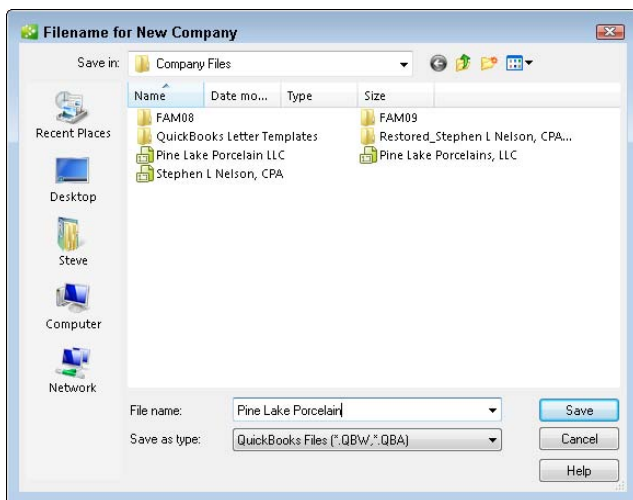 Filename for New Company
Save in:
Company Files
Name Date mo... Type Size
FAM08 FAM09
QuickBooks Letter Templates Restored_Stephen L Nelson, CPA...
Pine Lake Porcelain LLC Pine Lake Porcelains, LLC
Stephen L Nelson, CPA
Recent Places
Desktop
Steve
Computer
Network
File name: Pine Lake Porcelain Save
Save as type: QuickBooks Files (*.QBW,*.QBA) Cancel
Help